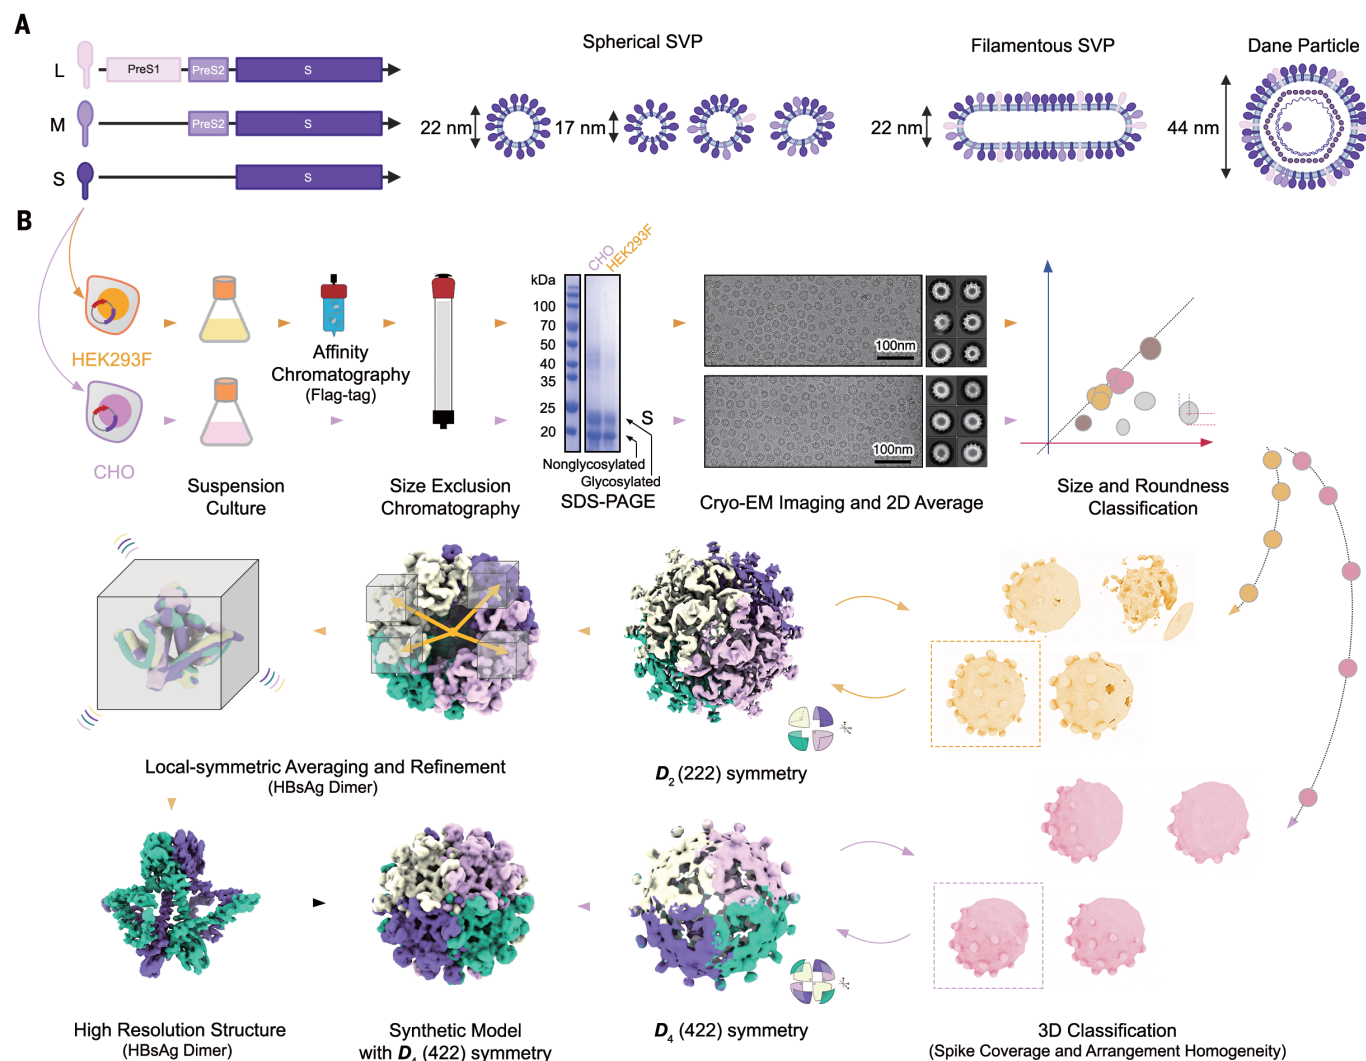 A
L
PreS1
PreS2
S
M
PreS2
S
S
S
Spherical SVP
22 nm
17 nm
Filamentous SVP
22 nm
Dane Particle
44 nm
B
HEK293F
CHO
Suspension
Culture
Affinity
Chromatography
(Flag-tag)
Size Exclusion
Chromatography
CHO
HEK293F
kDa
100
70
50
40
35
25
20
S
Nonglycosylated
Glycosylated
SDS-PAGE
100nm
100nm
Cryo-EM Imaging and 2D Average
Size and Roundness
Classification
Local-symmetric Averaging and Refinement
(HBsAg Dimer)
D2 (222) symmetry
High Resolution Structure
(HBsAg Dimer)
Synthetic Model
with D4 (422) symmetry
D4 (422) symmetry
3D Classification
(Spike Coverage and Arrangement Homogeneity)